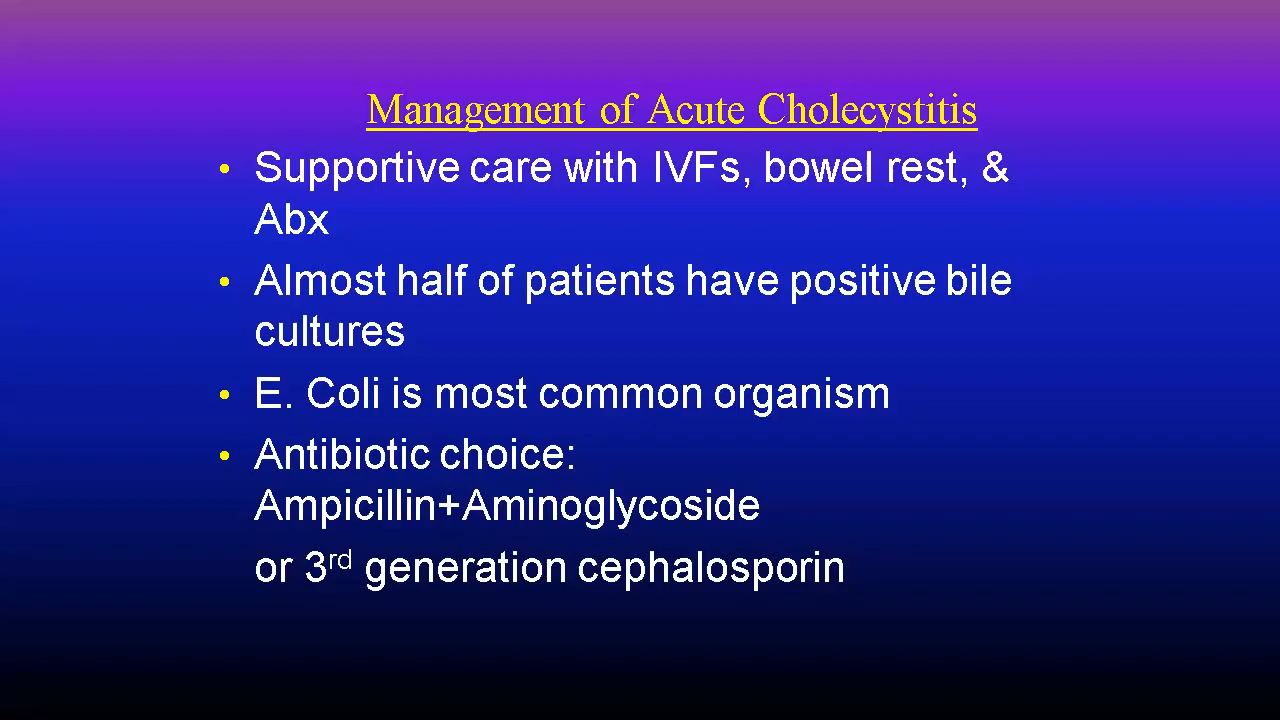 Management of Acute Cholecystitis
• Supportive care with IVFs, bowel rest, &
Abx
• Almost half of patients have positive bile
cultures
• E. Coli is most common organism
• Antibiotic choice:
Ampicillin+Aminoglycoside
or 3rd generation cephalosporin